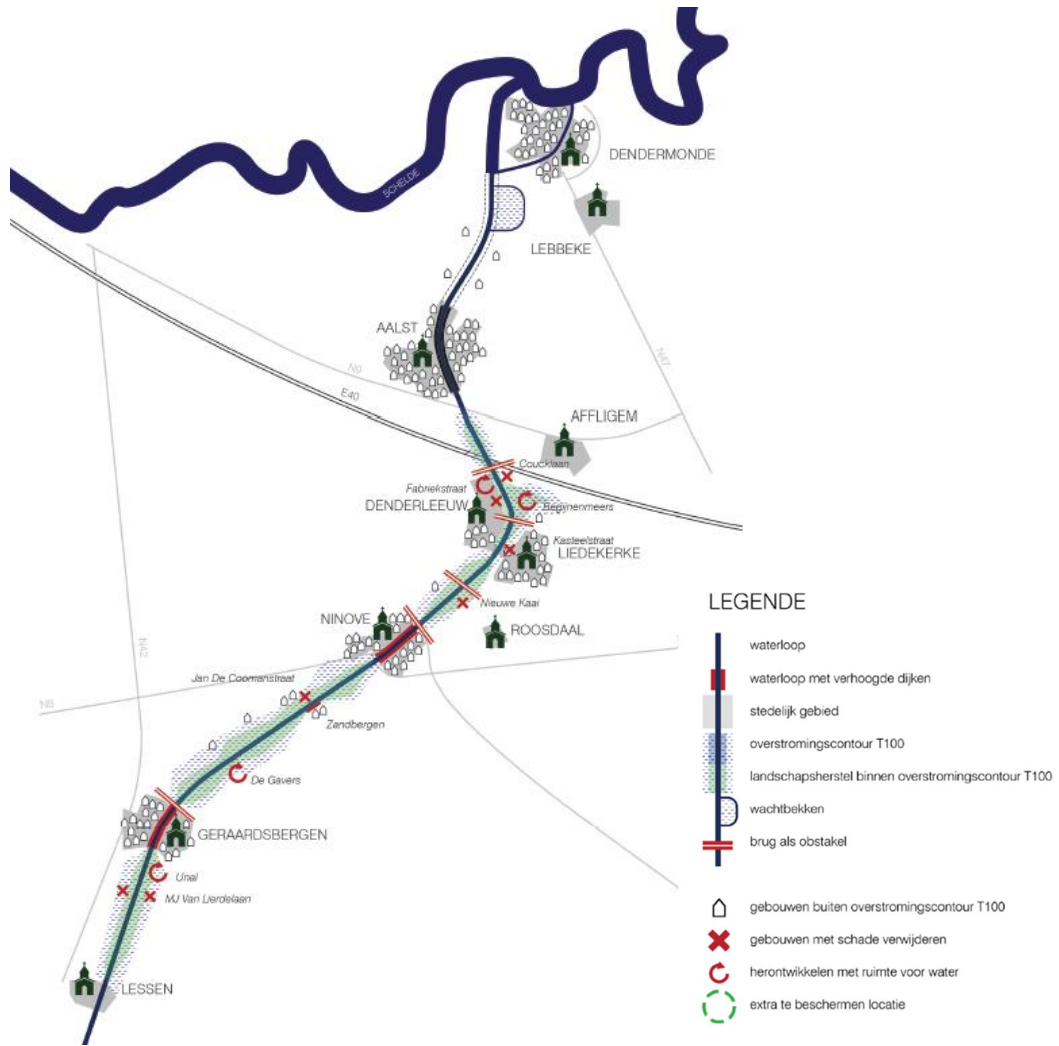 DENDERMONDE
SCHELDE
LEBBEKE
AALST
N9
N47
E40
AFFLIGEM
Coucklaan
Fabriekstraat
Begijnenmeers
DENDERLEEUW
Kasteelstraat
LIEDEKERKE
Nieuwe Kaai
NINOVE
ROOSDAAL
N42
Jan De Coomanstraat
N8
Zandbergen
De Gavers
GERAARDSBERGEN
Unal
MJ Van Lierdelaan
LESSEN
LEGENDE
waterloop
waterloop met verhoogde dijken
stedelijk gebied
overstromingscontour T100
landschapsherstel binnen overstromingscontour T100
wachtbekken
brug als obstakel
gebouwen buiten overstromingscontour T100
gebouwen met schade verwijderen
herontwikkelen met ruimte voor water
extra te beschermen locatie